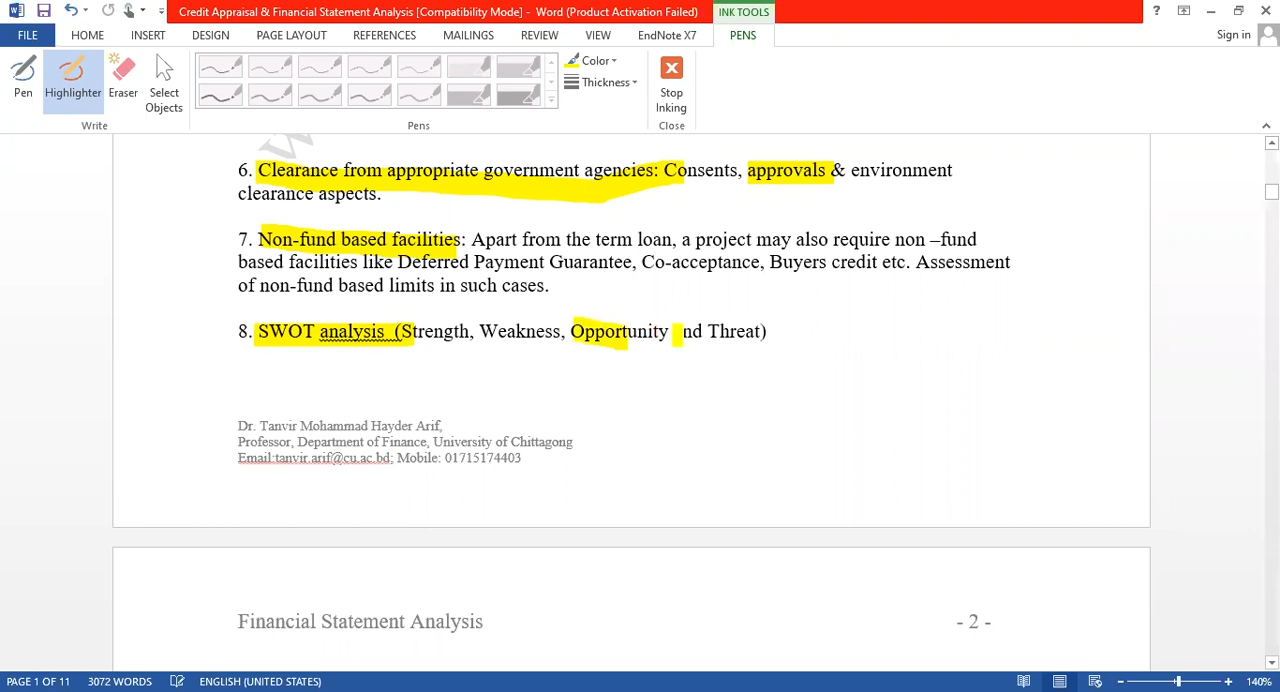 Credit Appraisal & Financial Statement Analysis [Compatibility Mode] - Word (Product Activation Failed)
INK TOOLS
?
FILE HOME INSERT DESIGN PAGE LAYOUT REFERENCES MAILINGS REVIEW VIEW EndNote X7 PENS
Sign in
Pen Highlighter Eraser Select Objects
Color
Thickness
Stop Inking
Write Pens Close
w
6. Clearance from appropriate government agencies: Consents, approvals & environment
clearance aspects.
7. Non-fund based facilities: Apart from the term loan, a project may also require non –fund
based facilities like Deferred Payment Guarantee, Co-acceptance, Buyers credit etc. Assessment
of non-fund based limits in such cases.
8. SWOT analysis (Strength, Weakness, Opportunity nd Threat)
Dr. Tanvir Mohammad Hayder Arif,
Professor, Department of Finance, University of Chittagong
Email:tanvir.arif@cu.ac.bd; Mobile: 01715174403
Financial Statement Analysis - 2 -
PAGE 1 OF 11 3072 WORDS ENGLISH (UNITED STATES) 140%